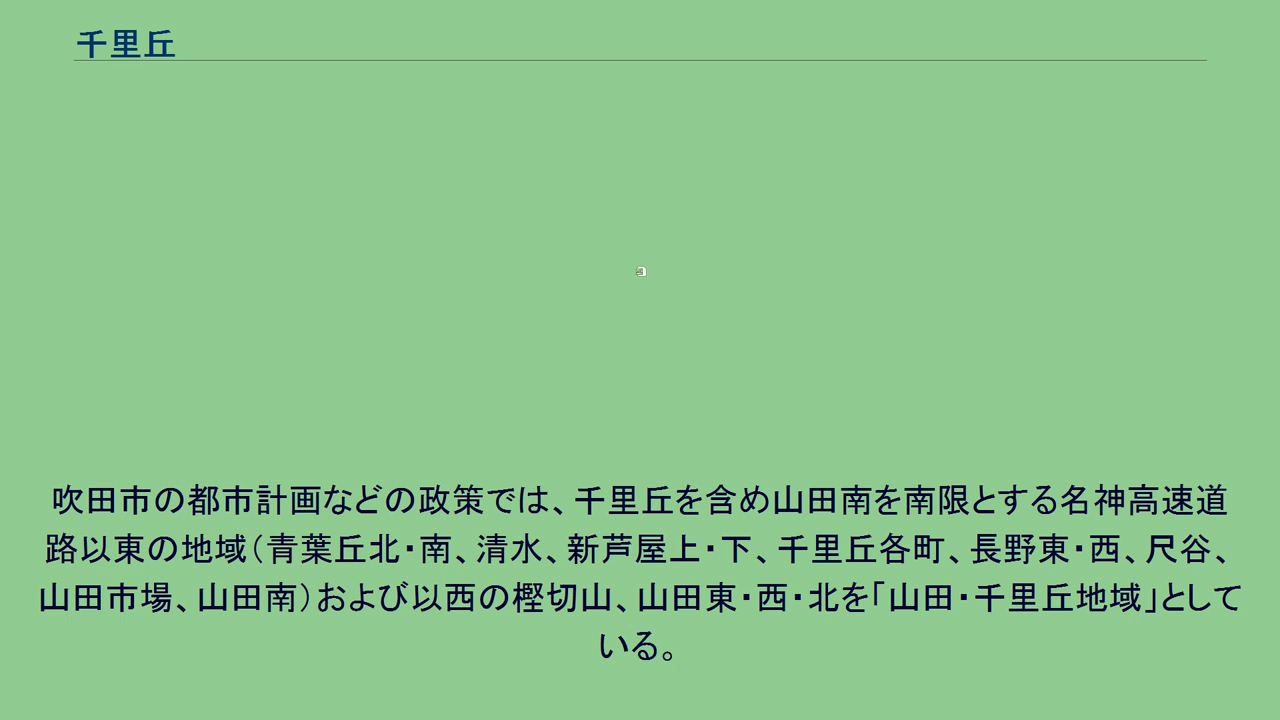 千里丘
吹田市の都市計画などの政策では、千里丘を含め山田南を南限とする名神高速道
路以東の地域（青葉丘北・南、清水、新芦屋上・下、千里丘各町、長野東・西、尺谷、
山田市場、山田南）および以西の樫切山、山田東・西・北を「山田・千里丘地域」として
いる。